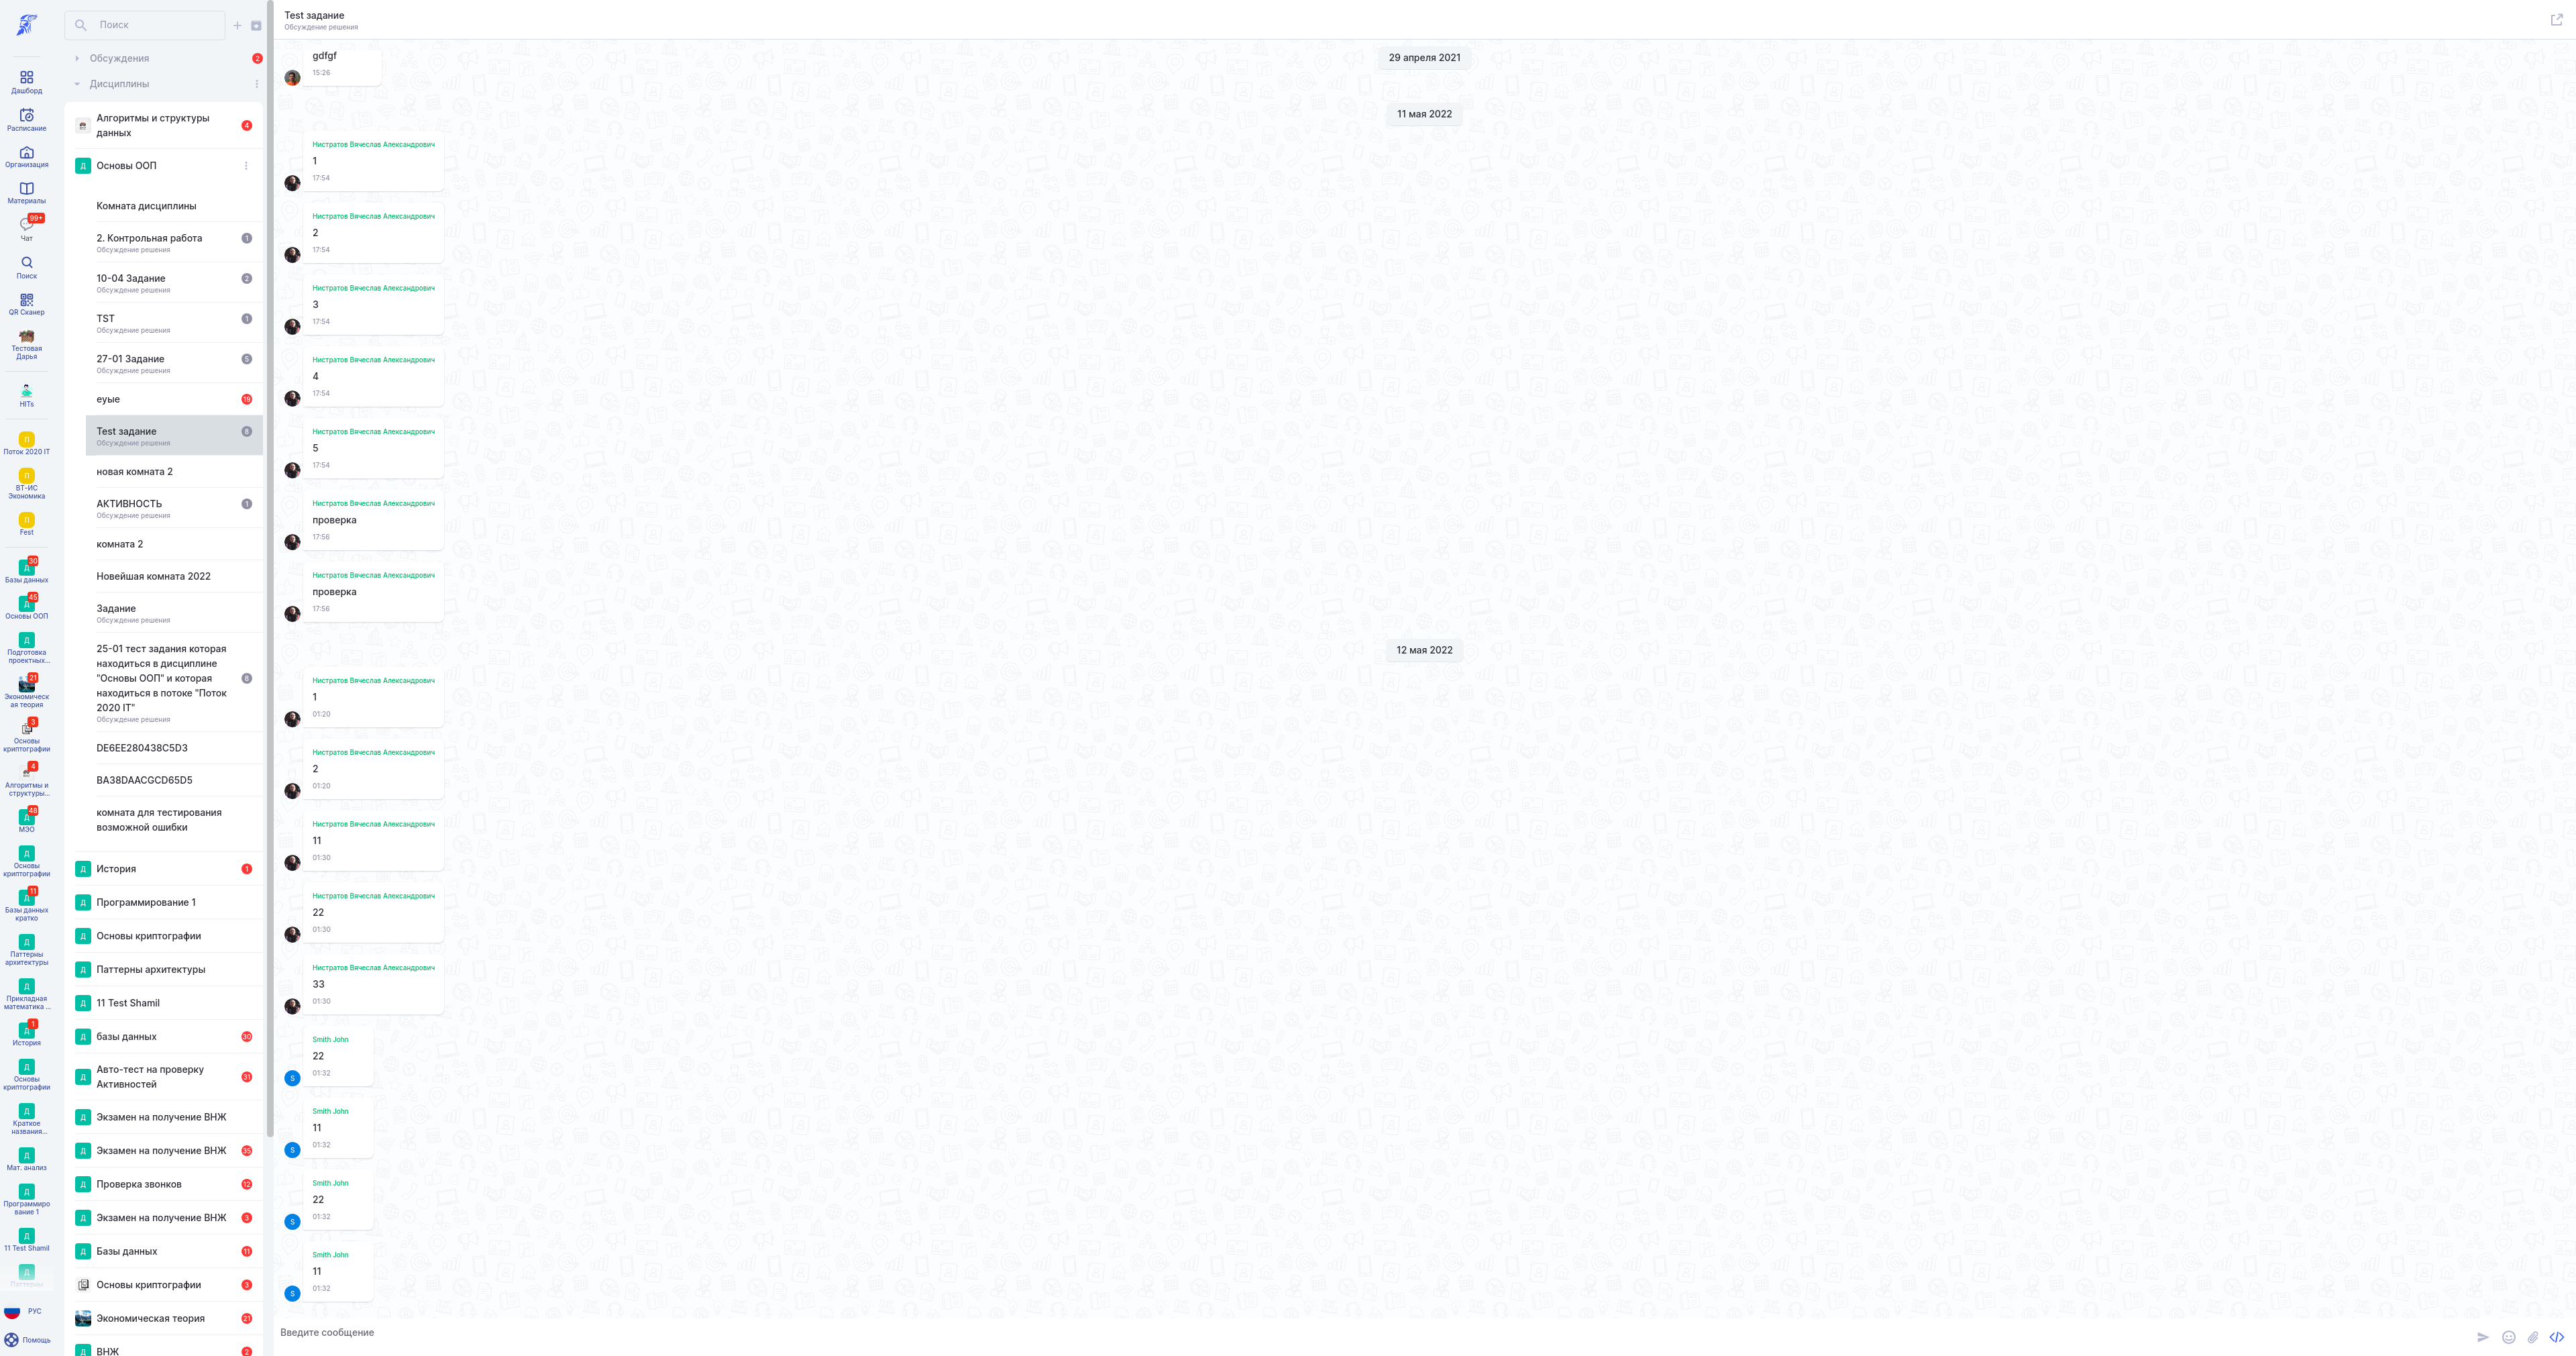 Дашборд
Расписание
Организация
Материалы
99+
Чат
Поиск
QR Сканер
Тестовая
Дарья
HITs
П
Поток 2020 IT
П
ВТ-ИС
Экономика
П
Fest
30
Д
Базы данных
45
Д
Основы ООП
Д
Подготовка
проектных...
21
Экономическ
ая теория
3
Основы
криптографии
4
Алгоритмы и
структуры...
48
Д
МЭО
Д
Основы
криптографии
11
Д
Базы данных
кратко
Д
Паттерны
архитектуры
Д
Прикладная
математика ...
1
Д
История
Д
Основы
криптографии
Д
Краткое
названия...
Д
Мат. анализ
Д
Программиро
вание 1
Д
11 Test Shamil
Д
Паттерны
РУС
Помощь
Поиск
Обсуждения
2
Дисциплины
Алгоритмы и структуры
данных
4
Д
Основы ООП
Комната дисциплины
2. Контрольная работа
1
Обсуждение решения
10-04 Задание
2
Обсуждение решения
TST
1
Обсуждение решения
27-01 Задание
5
Обсуждение решения
еуые
19
Test задание
8
Обсуждение решения
новая комната 2
АКТИВНОСТЬ
1
Обсуждение решения
комната 2
Новейшая комната 2022
Задание
Обсуждение решения
25-01 тест задания которая
находиться в дисциплине
"Основы ООП" и которая
находиться в потоке "Поток
2020 IT"
8
Обсуждение решения
DE6EE280438C5D3
BA38DAACGCD65D5
комната для тестирования
возможной ошибки
Д
История
1
Д
Программирование 1
Д
Основы криптографии
Д
Паттерны архитектуры
Д
11 Test Shamil
Д
базы данных
30
Д
Авто-тест на проверку
Активностей
31
Д
Экзамен на получение ВНЖ
Д
Экзамен на получение ВНЖ
35
Д
Проверка звонков
12
Д
Экзамен на получение ВНЖ
3
Д
Базы данных
11
Основы криптографии
3
Экономическая теория
21
Д
ВНЖ
2
Test задание
Обсуждение решения
gdfgf
15:26
29 апреля 2021
11 мая 2022
Нистратов Вячеслав Александрович
1
17:54
Нистратов Вячеслав Александрович
2
17:54
Нистратов Вячеслав Александрович
3
17:54
Нистратов Вячеслав Александрович
4
17:54
Нистратов Вячеслав Александрович
5
17:54
Нистратов Вячеслав Александрович
проверка
17:56
Нистратов Вячеслав Александрович
проверка
17:56
12 мая 2022
Нистратов Вячеслав Александрович
1
01:20
Нистратов Вячеслав Александрович
2
01:20
Нистратов Вячеслав Александрович
11
01:30
Нистратов Вячеслав Александрович
22
01:30
Нистратов Вячеслав Александрович
33
01:30
Smith John
22
01:32
S
Smith John
11
01:32
S
Smith John
22
01:32
S
Smith John
11
01:32
S
Введите сообщение